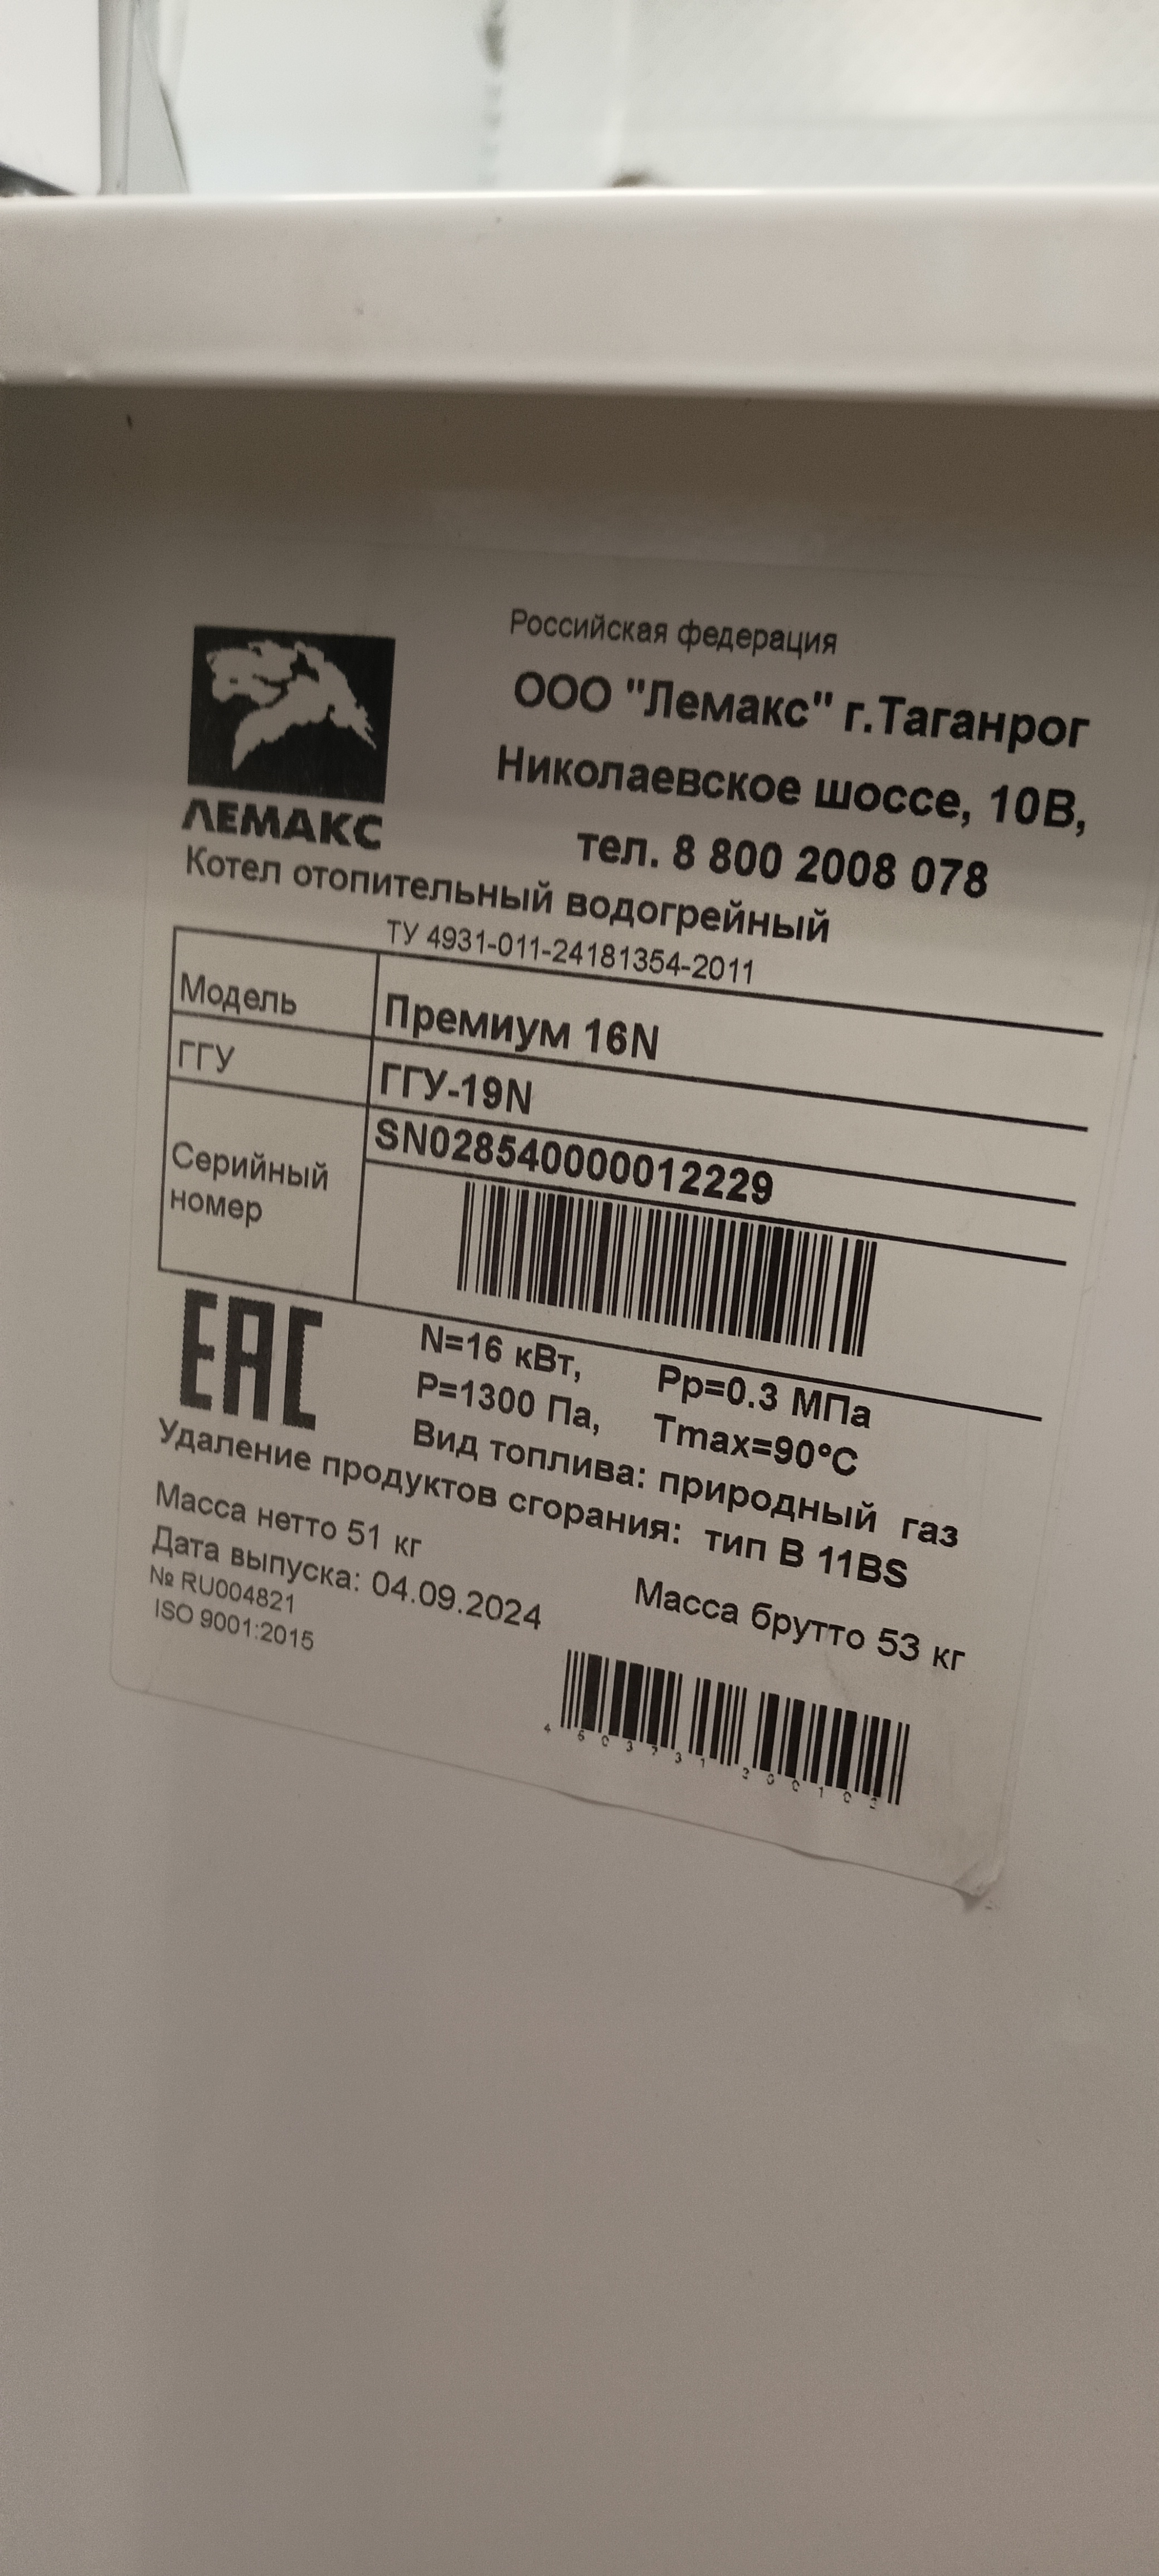 Российская федерация
ООО "Лемакс" г.Таганрог
Николаевское шоссе, 10В,
тел. 8 800 2008 078
ЛЕМАКС
Котел отопительный водогрейный
ТУ 4931-011-24181354-2011
Модель Премиум 16N
ГГУ ГГУ-19N
Серийный номер SN028540000012229
EAC
N=16 кВт, Pp=0.3 МПа
P=1300 Па, Tmax=90°C
Вид топлива: природный газ
Удаление продуктов сгорания: тип В 11BS
Масса нетто 51 кг Масса брутто 53 кг
Дата выпуска: 04.09.2024
№ RU004821
ISO 9001:2015